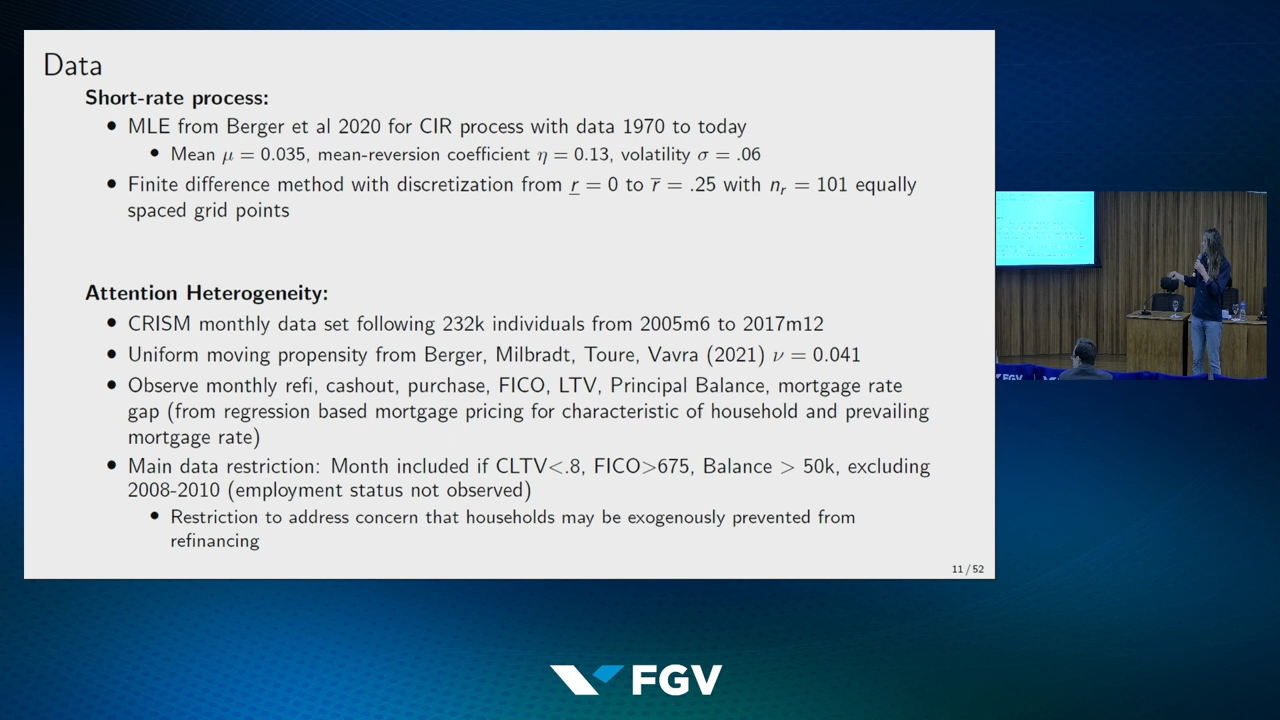 Data
Short-rate process:
• MLE from Berger et al 2020 for CIR process with data 1970 to today
• Mean μ = 0.035, mean-reversion coefficient η = 0.13, volatility σ = .06
• Finite difference method with discretization from r = 0 to r̅ = .25 with nᵣ = 101 equally
spaced grid points
Attention Heterogeneity:
• CRISM monthly data set following 232k individuals from 2005m6 to 2017m12
• Uniform moving propensity from Berger, Milbradt, Toure, Vavra (2021) ν = 0.041
• Observe monthly refi, cashout, purchase, FICO, LTV, Principal Balance, mortgage rate
gap (from regression based mortgage pricing for characteristic of household and prevailing
mortgage rate)
• Main data restriction: Month included if CLTV<.8, FICO>675, Balance > 50k, excluding
2008-2010 (employment status not observed)
• Restriction to address concern that households may be exogenously prevented from
refinancing
11 / 52
FGV
FGV